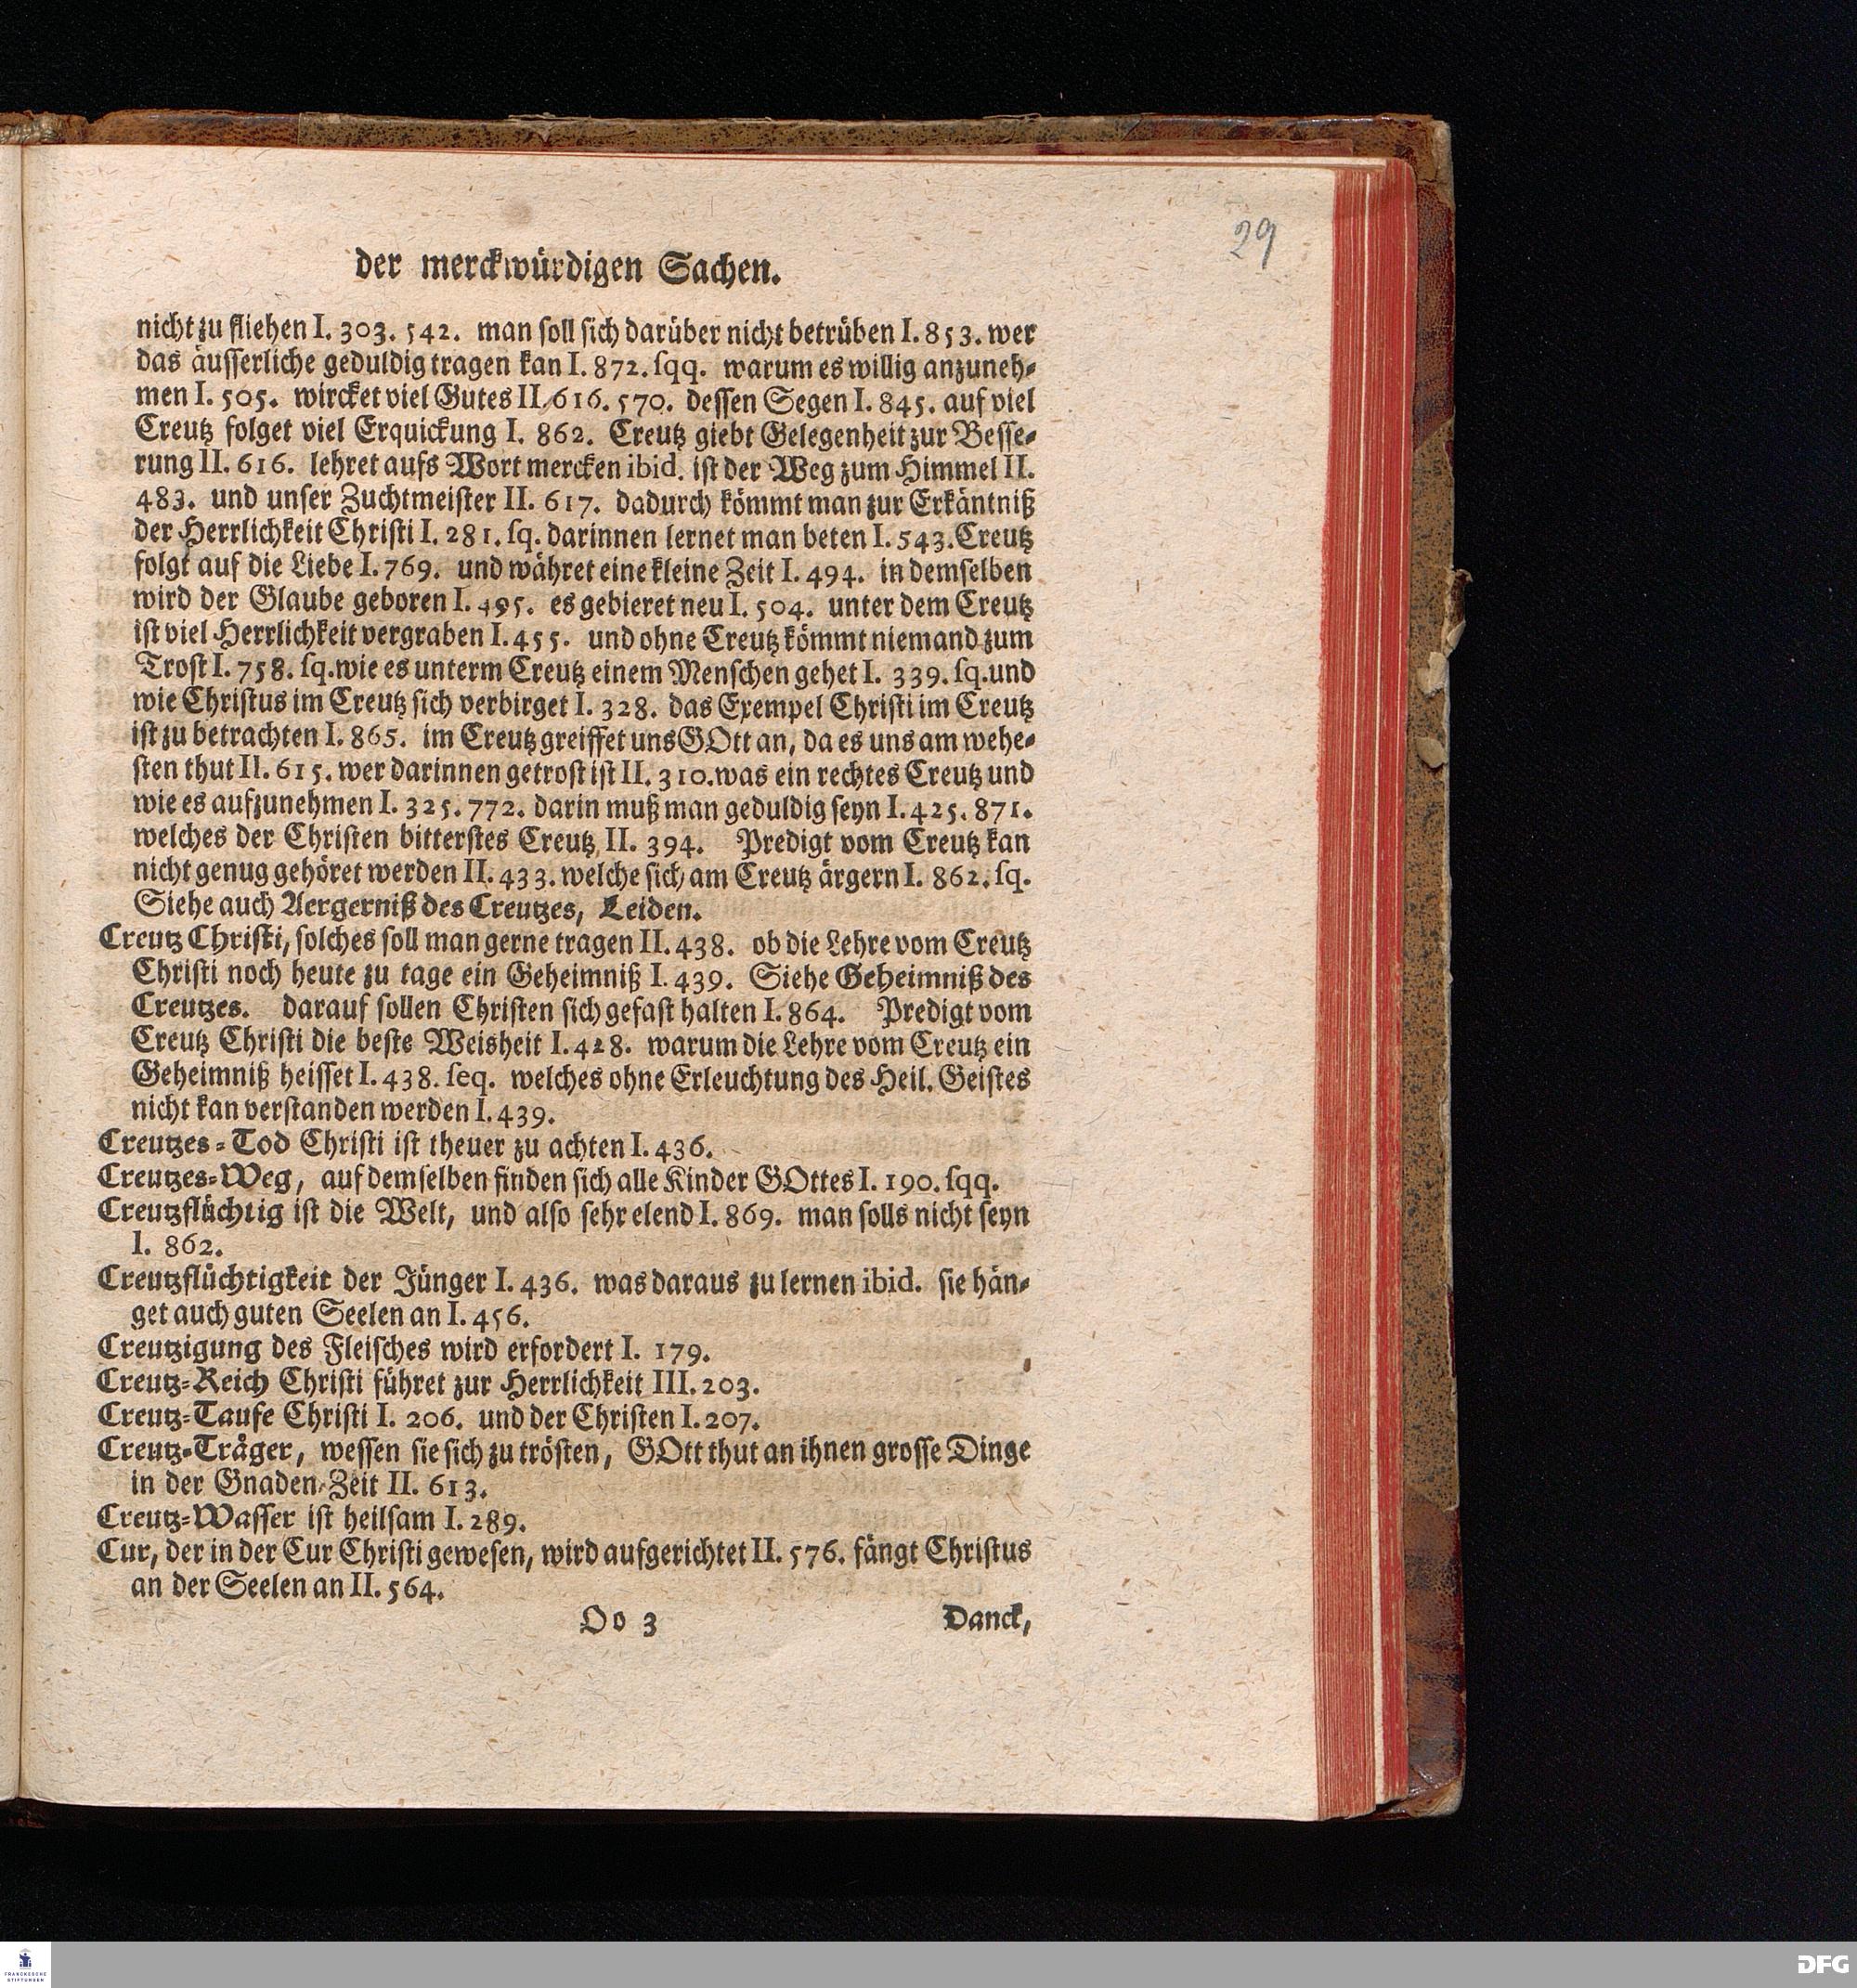 29
der merckwürdigen Sachen.
nicht zu fliehen I. 303. 542. man soll sich darüber nicht betrüben I. 853. wer
das äusserliche geduldig tragen kan I. 872. sqq. warum es willig anzuneh-
men I. 505. wircket viel Gutes II. 616. 570. dessen Segen I. 845. auf viel
Creutz folget viel Erquickung I. 862. Creutz giebt Gelegenheit zur Besse-
rung II. 616. lehret aufs Wort mercken ibid. ist der Weg zum Himmel II.
483. und unser Zuchtmeister II. 617. dadurch kömmt man zur Erkäntniß
der Herrlichkeit Christi I. 281. sq. darinnen lernet man beten I. 543. Creutz
folgt auf die Liebe I. 769. und währet eine kleine Zeit I. 494. in demselben
wird der Glaube geboren I. 495. es gebieret neu I. 504. unter dem Creutz
ist viel Herrlichkeit vergraben I. 455. und ohne Creutz kömmt niemand zum
Trost I. 758. sq. wie es unterm Creutz einem Menschen gehet I. 339. sq. und
wie Christus im Creutz sich verbirget I. 328. das Exempel Christi im Creutz
ist zu betrachten I. 865. im Creutz greiffet uns GOtt an, da es uns am wehe-
sten thut II. 615. wer darinnen getrost ist II. 310. was ein rechtes Creutz und
wie es aufzunehmen I. 325. 772. darin muß man geduldig seyn I. 425. 871.
welches der Christen bitterstes Creutz II. 394. Predigt vom Creutz kan
nicht genug gehöret werden II. 433. welche sich am Creutz ärgern I. 862. sq.
Siehe auch Aergerniß des Creutzes, Leiden.
Creutz Christi, solches soll man gerne tragen II. 438. ob die Lehre vom Creutz
Christi noch heute zu tage ein Geheimniß I. 439. Siehe Geheimniß des
Creutzes. darauf sollen Christen sich gefast halten I. 864. Predigt vom
Creutz Christi die beste Weisheit I. 428. warum die Lehre vom Creutz ein
Geheimniß heisset I. 438. seq. welches ohne Erleuchtung des Heil. Geistes
nicht kan verstanden werden I. 439.
Creutzes-Tod Christi ist theuer zu achten I. 436.
Creutzes-Weg, auf demselben finden sich alle Kinder GOttes I. 190. sqq.
Creutzflüchtig ist die Welt, und also sehr elend I. 869. man solls nicht seyn
I. 862.
Creutzflüchtigkeit der Jünger I. 436. was daraus zu lernen ibid. sie hän-
get auch guten Seelen an I. 456.
Creutzigung des Fleisches wird erfordert I. 179.
Creutz-Reich Christi führet zur Herrlichkeit III. 203.
Creutz-Taufe Christi I. 206. und der Christen I. 207.
Creutz-Träger, wessen sie sich zu trösten, GOtt thut an ihnen grosse Dinge
in der Gnaden-Zeit II. 613.
Creutz-Wasser ist heilsam I. 289.
Cur, der in der Cur Christi gewesen, wird aufgerichtet II. 576. fängt Christus
an der Seelen an II. 564.
Oo 3 Danck,
FRANCKESCHE
STIFTUNGEN
DFG